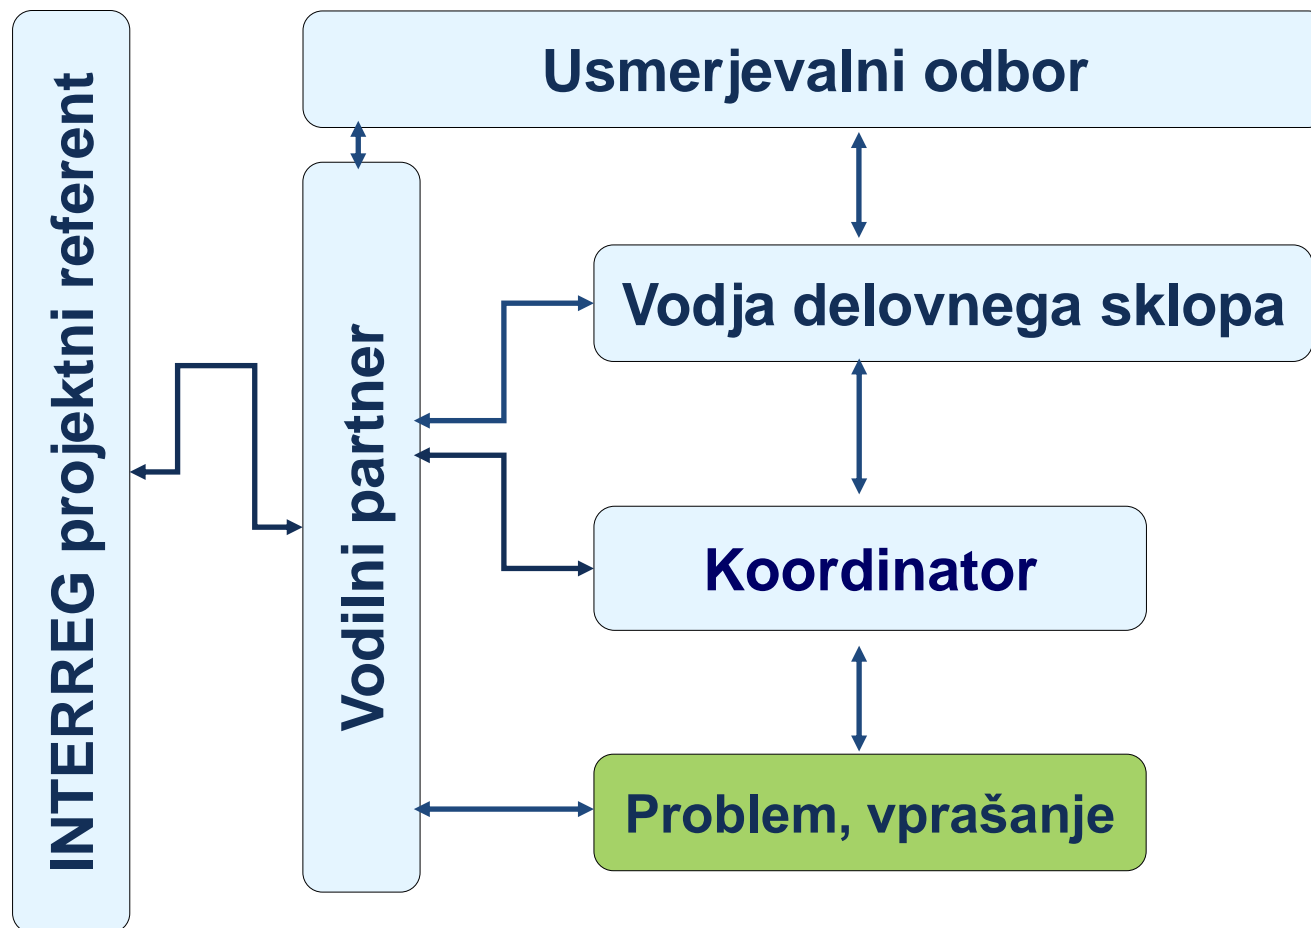 INTERREG projektni referent
Usmerjevalni odbor
Vodilni partner
Vodja delovnega sklopa
Koordinator
Problem, vprašanje